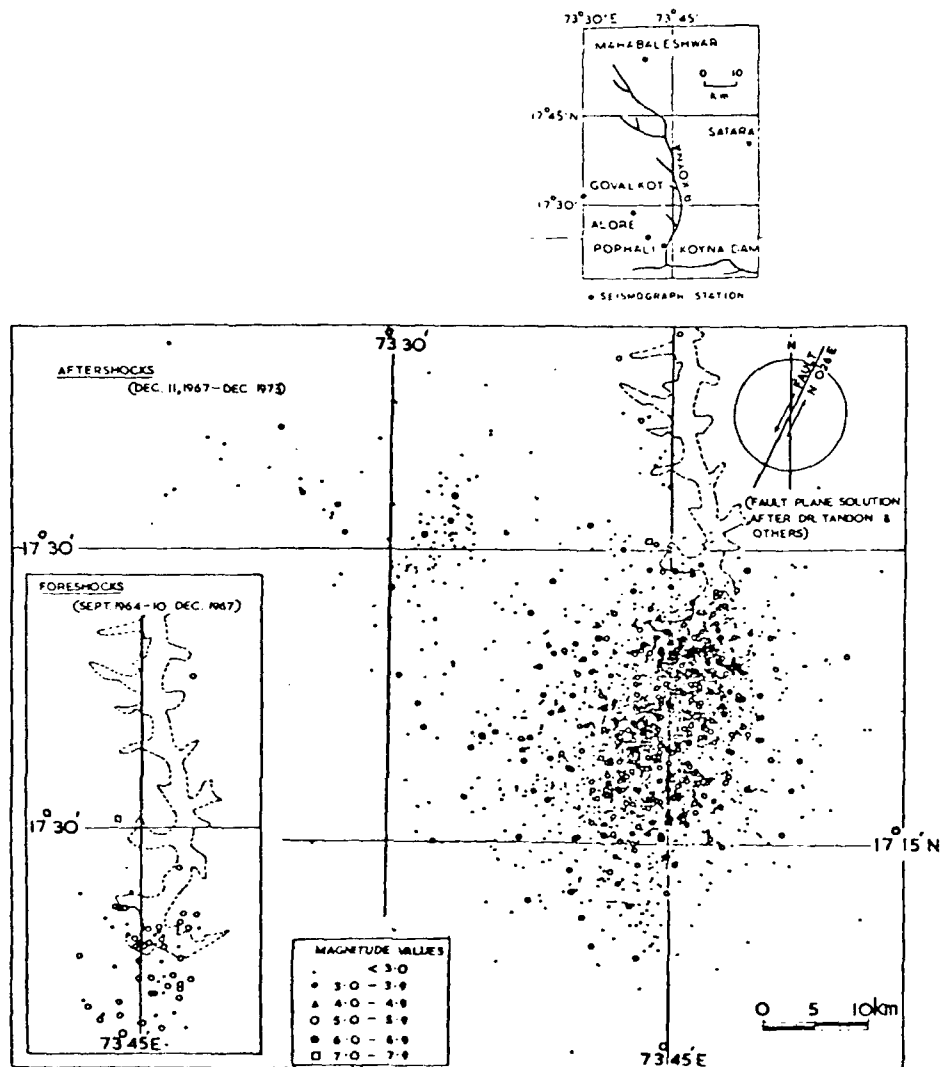 73°30'E 73°45'
MAHABALESHWAR
0 10
km
17°45'N
SATARA
R KOYNA
GOVALKOT
17°30'
ALORE
POPHALI KOYNA DAM
• SEISMOGRAPH STATION
73°30'
AFTERSHOCKS
(DEC. 11, 1967–DEC 1973)
N
FAULT
N 026 E
(FAULT PLANE SOLUTION
AFTER DR. TANDON &
OTHERS)
17°30'
FORESHOCKS
(SEPT. 1964–10 DEC. 1967)
17°30'
17°15'N
73°45'E
MAGNITUDE VALUES
< 3·0
3·0 – 3·9
4·0 – 4·9
5·0 – 5·9
6·0 – 6·9
7·0 – 7·9
0 5 10km
73°45'E